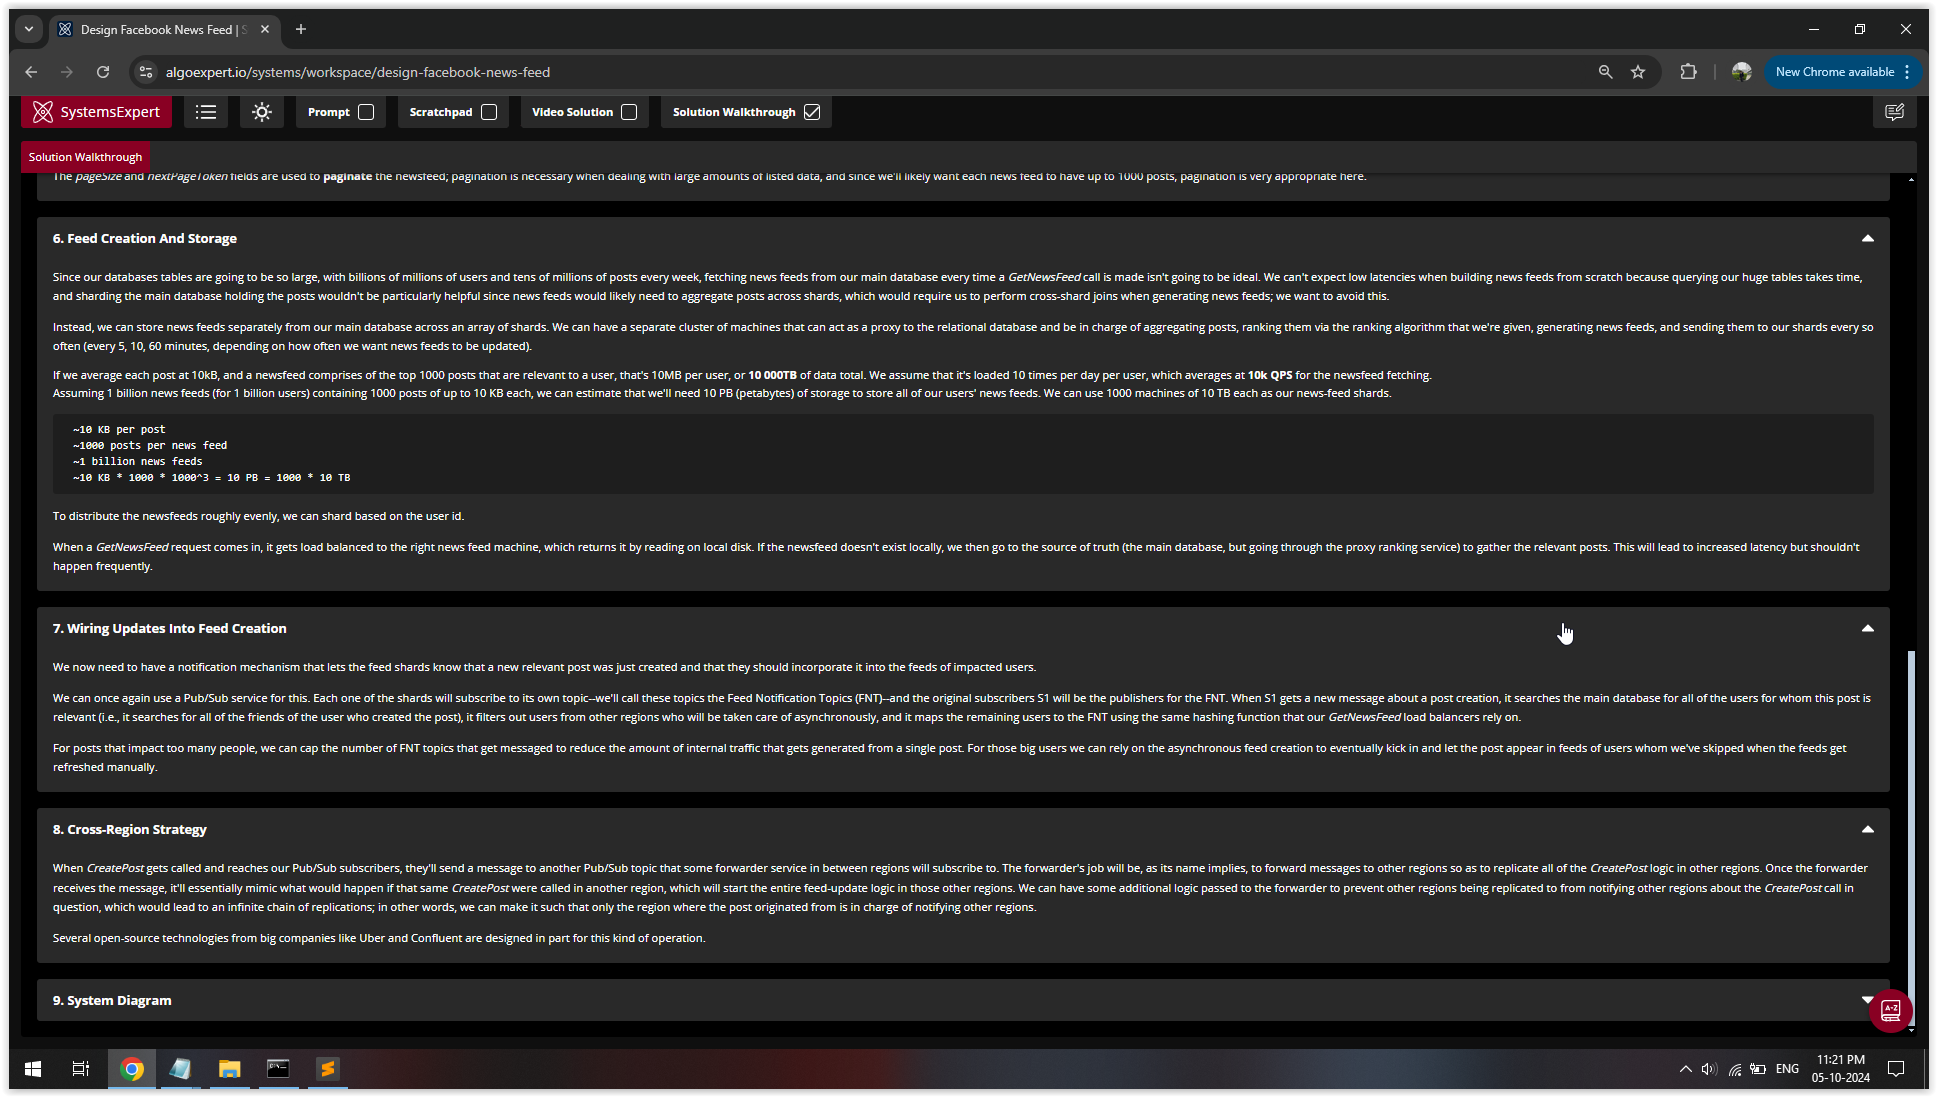 Design Facebook News Feed | S
algoexpert.io/systems/workspace/design-facebook-news-feed
New Chrome available
SystemsExpert
Prompt
Scratchpad
Video Solution
Solution Walkthrough
Solution Walkthrough
The pageSize and nextPageToken fields are used to paginate the newsfeed; pagination is necessary when dealing with large amounts of listed data, and since we'll likely want each news feed to have up to 1000 posts, pagination is very appropriate here.
6. Feed Creation And Storage
Since our databases tables are going to be so large, with billions of millions of users and tens of millions of posts every week, fetching news feeds from our main database every time a GetNewsFeed call is made isn't going to be ideal. We can't expect low latencies when building news feeds from scratch because querying our huge tables takes time,
and sharding the main database holding the posts wouldn't be particularly helpful since news feeds would likely need to aggregate posts across shards, which would require us to perform cross-shard joins when generating news feeds; we want to avoid this.
Instead, we can store news feeds separately from our main database across an array of shards. We can have a separate cluster of machines that can act as a proxy to the relational database and be in charge of aggregating posts, ranking them via the ranking algorithm that we're given, generating news feeds, and sending them to our shards every so
often (every 5, 10, 60 minutes, depending on how often we want news feeds to be updated).
If we average each post at 10kB, and a newsfeed comprises of the top 1000 posts that are relevant to a user, that's 10MB per user, or 10 000TB of data total. We assume that it's loaded 10 times per day per user, which averages at 10k QPS for the newsfeed fetching.
Assuming 1 billion news feeds (for 1 billion users) containing 1000 posts of up to 10 KB each, we can estimate that we'll need 10 PB (petabytes) of storage to store all of our users' news feeds. We can use 1000 machines of 10 TB each as our news-feed shards.
~10 KB per post
~1000 posts per news feed
~1 billion news feeds
~10 KB * 1000 * 1000^3 = 10 PB = 1000 * 10 TB
To distribute the newsfeeds roughly evenly, we can shard based on the user id.
When a GetNewsFeed request comes in, it gets load balanced to the right news feed machine, which returns it by reading on local disk. If the newsfeed doesn't exist locally, we then go to the source of truth (the main database, but going through the proxy ranking service) to gather the relevant posts. This will lead to increased latency but shouldn't
happen frequently.
7. Wiring Updates Into Feed Creation
We now need to have a notification mechanism that lets the feed shards know that a new relevant post was just created and that they should incorporate it into the feeds of impacted users.
We can once again use a Pub/Sub service for this. Each one of the shards will subscribe to its own topic--we'll call these topics the Feed Notification Topics (FNT)--and the original subscribers S1 will be the publishers for the FNT. When S1 gets a new message about a post creation, it searches the main database for all of the users for whom this post is
relevant (i.e., it searches for all of the friends of the user who created the post), it filters out users from other regions who will be taken care of asynchronously, and it maps the remaining users to the FNT using the same hashing function that our GetNewsFeed load balancers rely on.
For posts that impact too many people, we can cap the number of FNT topics that get messaged to reduce the amount of internal traffic that gets generated from a single post. For those big users we can rely on the asynchronous feed creation to eventually kick in and let the post appear in feeds of users whom we've skipped when the feeds get
refreshed manually.
8. Cross-Region Strategy
When CreatePost gets called and reaches our Pub/Sub subscribers, they'll send a message to another Pub/Sub topic that some forwarder service in between regions will subscribe to. The forwarder's job will be, as its name implies, to forward messages to other regions so as to replicate all of the CreatePost logic in other regions. Once the forwarder
receives the message, it'll essentially mimic what would happen if that same CreatePost were called in another region, which will start the entire feed-update logic in those other regions. We can have some additional logic passed to the forwarder to prevent other regions being replicated to from notifying other regions about the CreatePost call in
question, which would lead to an infinite chain of replications; in other words, we can make it such that only the region where the post originated from is in charge of notifying other regions.
Several open-source technologies from big companies like Uber and Confluent are designed in part for this kind of operation.
9. System Diagram
A-Z
ENG
11:21 PM
05-10-2024